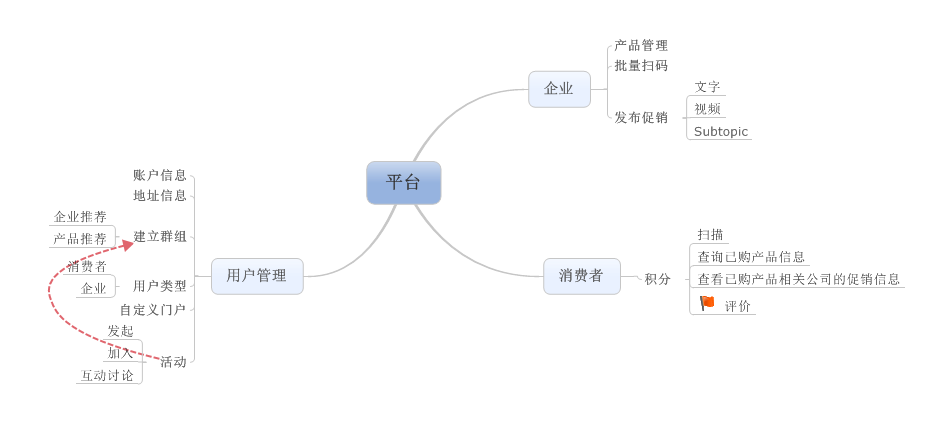 平台
企业
产品管理
批量扫码
发布促销
文字
视频
Subtopic
消费者
积分
扫描
查询已购产品信息
查看已购产品相关公司的促销信息
评价
用户管理
账户信息
地址信息
建立群组
企业推荐
产品推荐
用户类型
消费者
企业
自定义门户
活动
发起
加入
互动讨论